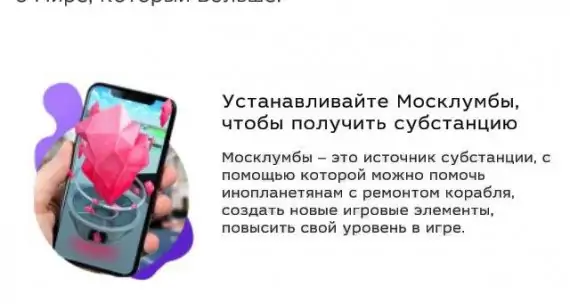 Устанавливайте Москлумбы,
чтобы получить субстанцию
Москлумбы – это источник субстанции, с
помощью которой можно помочь
инопланетянам с ремонтом корабля,
создать новые игровые элементы,
повысить свой уровень в игре.